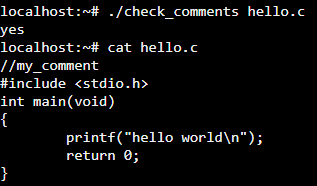 localhost:~# ./check_comments hello.c
yes
localhost:~# cat hello.c
//my_comment
#include <stdio.h>
int main(void)
{
        printf("hello world\n");
        return 0;
}